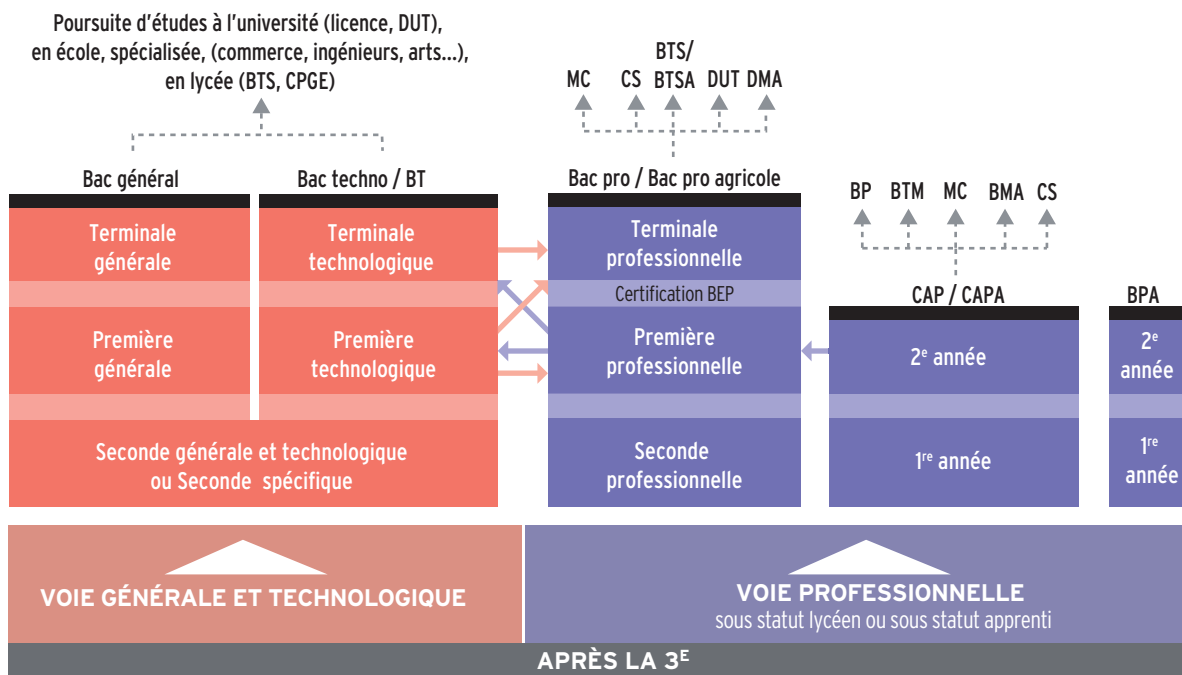 Poursuite d'études à l'université (licence, DUT),
en école, spécialisée, (commerce, ingénieurs, arts...),
en lycée (BTS, CPGE)
MC CS BTS/ BTSA DUT DMA
Bac général
Bac techno / BT
Bac pro / Bac pro agricole
BP BTM MC BMA CS
Terminale
générale
Terminale
technologique
Terminale
professionnelle
Certification BEP
CAP / CAPA
BPA
Première
générale
Première
technologique
Première
professionnelle
2e année
2e
année
Seconde générale et technologique
ou Seconde spécifique
Seconde
professionnelle
1re année
1re
année
VOIE GÉNÉRALE ET TECHNOLOGIQUE
VOIE PROFESSIONNELLE
sous statut lycéen ou sous statut apprenti
APRÈS LA 3E